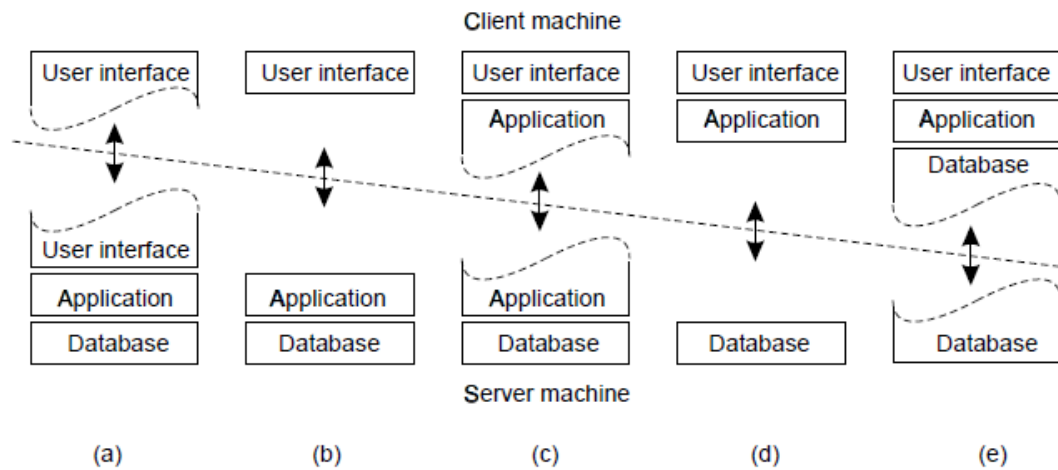 Client machine
User interface User interface User interface User interface User interface
Application Application Application
Database
User interface
Application Application Application
Database Database Database Database Database
Server machine
(a) (b) (c) (d) (e)